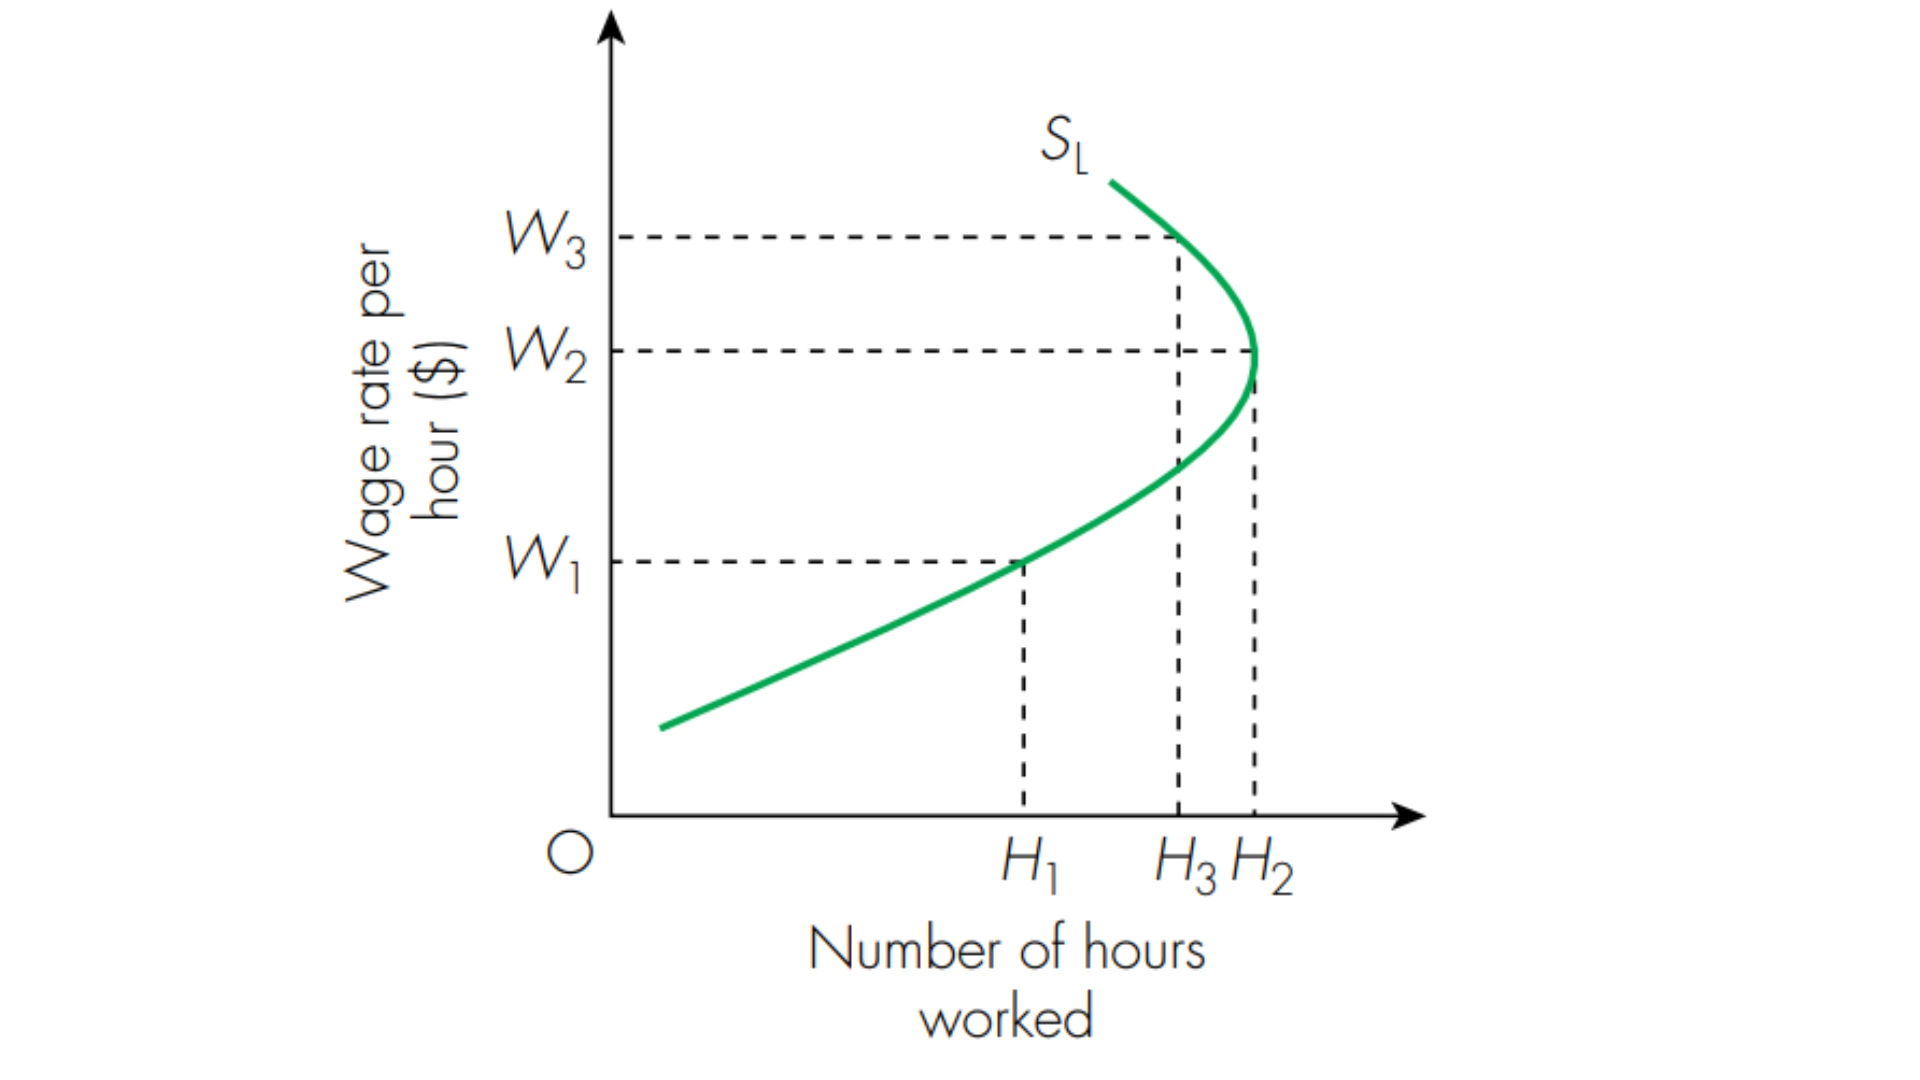 S_L
W_3
W_2
W_1
Wage rate per
hour ($)
O
H_1
H_3
H_2
Number of hours
worked